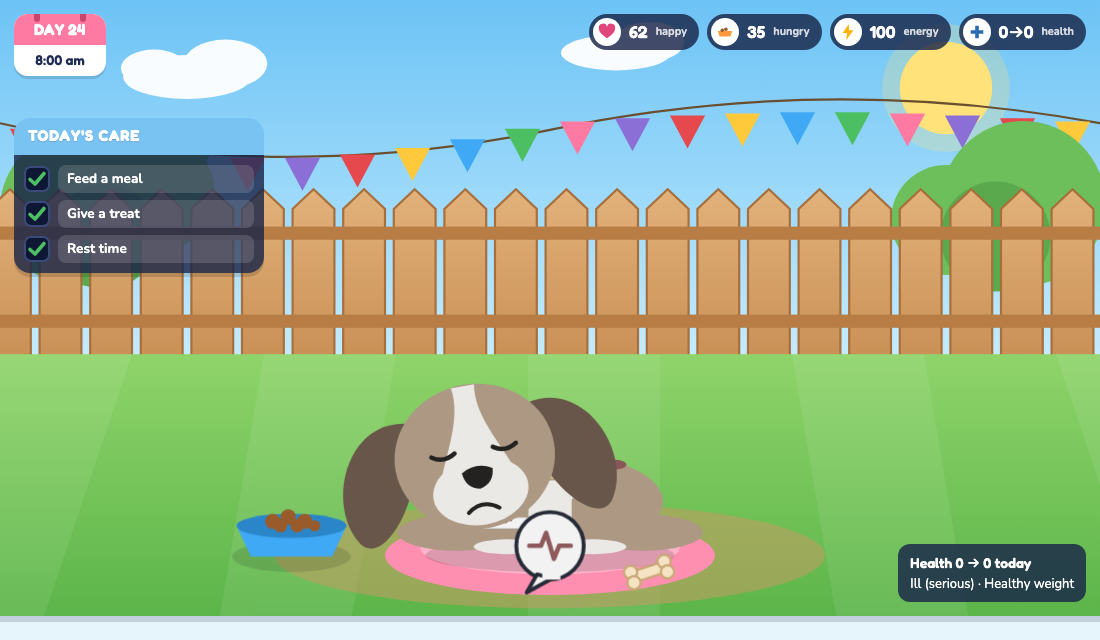 DAY 24
8:00 am
62 happy
35 hungry
100 energy
0→0 health
TODAY'S CARE
Feed a meal
Give a treat
Rest time
Health 0 → 0 today
Ill (serious) · Healthy weight